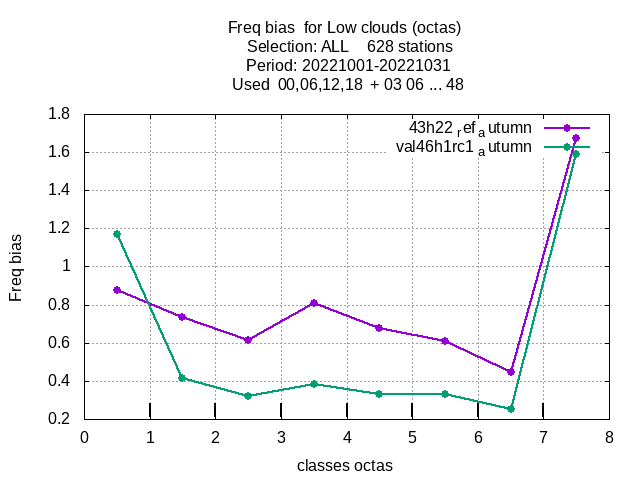 Freq bias  for Low clouds (octas)
Selection: ALL    628 stations
Period: 20221001-20221031
Used  00,06,12,18  + 03 06 ... 48
43h22 ref autumn
val46h1rc1 autumn
1.8
1.6
1.4
1.2
1
0.8
0.6
0.4
0.2
Freq bias
0 1 2 3 4 5 6 7 8
classes octas